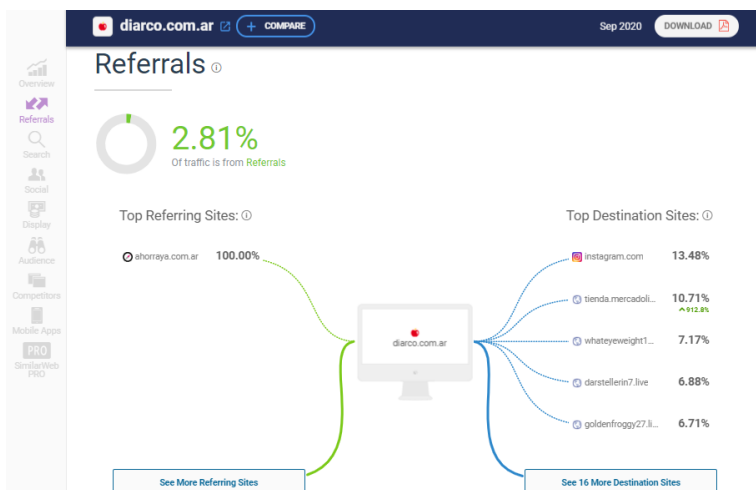 diarco.com.ar
+ COMPARE
Sep 2020
DOWNLOAD
Referrals
Overview
Referrals
Search
Social
Display
Audience
Competitors
Mobile Apps
PRO
SimilarWeb
PRO
2.81%
Of traffic is from Referrals
Top Referring Sites:
ahorraya.com.ar 100.00%
diarco.com.ar
Top Destination Sites:
instagram.com 13.48%
tienda.mercadoli... 10.71%
912.8%
whateyeweight1... 7.17%
darstellerin7.live 6.88%
goldenfroggy27.li... 6.71%
See More Referring Sites
See 16 More Destination Sites